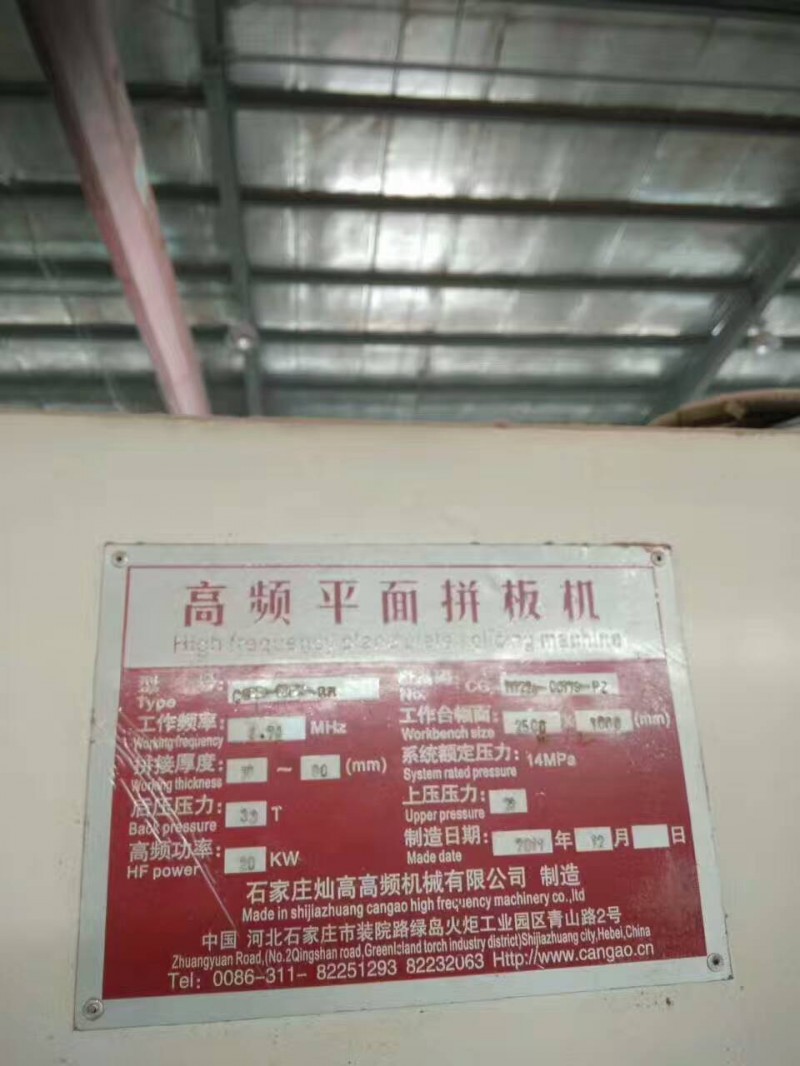 高频平面拼板机
型 号:
Type
No. CG
工作频率: MHz
Working frequency
工作台幅面: 2500 × 1000 (mm)
Workbench size
拼接厚度: ~ 80 (mm)
Working thickness
系统额定压力: 14MPa
System rated pressure
后压压力: 33 T
Back pressure
上压压力:
Upper pressure
高频功率: KW
HF power
制造日期: 年 12 月 日
Made date
石家庄灿高高频机械有限公司 制造
Made in shijiazhuang cangao high frequency machinery co.,ltd
中国 河北石家庄市装院路绿岛火炬工业园区青山路2号
Zhuangyuan Road,(No.2Qingshan road,Greenlsland torch industry district)Shijiazhuang city,Hebei,China
Tel: 0086-311- 82251293 82232063 Http://www.cangao.cn